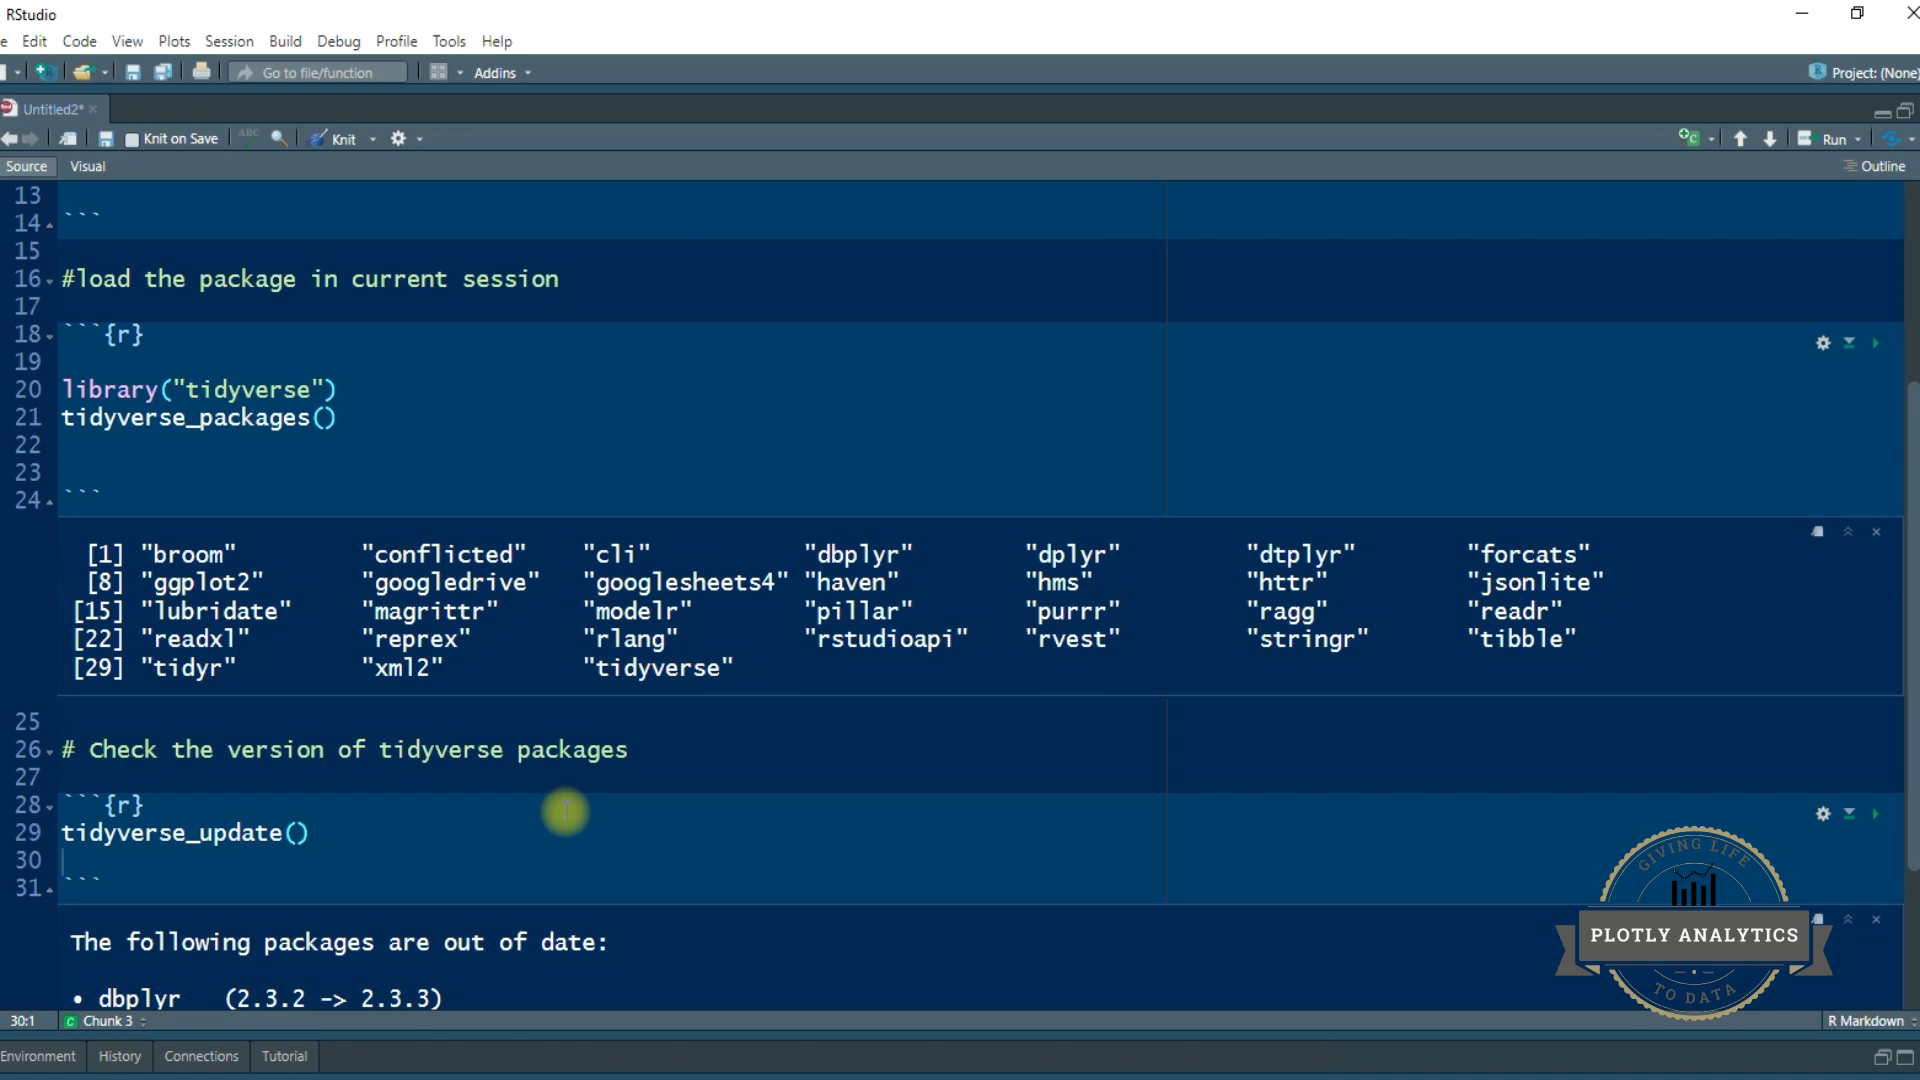 RStudio
e Edit Code View Plots Session Build Debug Profile Tools Help
Go to file/function Addins Project: (None)
Untitled2*
Knit on Save ABC Knit Run
Source Visual Outline
13
14 ```
15
16 #load the package in current session
17
18 ```{r}
19
20 library("tidyverse")
21 tidyverse_packages()
22
23
24 ```
[1] "broom" "conflicted" "cli" "dbplyr" "dplyr" "dtplyr" "forcats"
[8] "ggplot2" "googledrive" "googlesheets4" "haven" "hms" "httr" "jsonlite"
[15] "lubridate" "magrittr" "modelr" "pillar" "purrr" "ragg" "readr"
[22] "readxl" "reprex" "rlang" "rstudioapi" "rvest" "stringr" "tibble"
[29] "tidyr" "xml2" "tidyverse"
25
26 # Check the version of tidyverse packages
27
28 ```{r}
29 tidyverse_update()
30
31 ```
The following packages are out of date:
• dbplyr (2.3.2 -> 2.3.3)
GIVING LIFE
PLOTLY ANALYTICS
TO DATA
30:1 C Chunk 3 R Markdown
Environment History Connections Tutorial